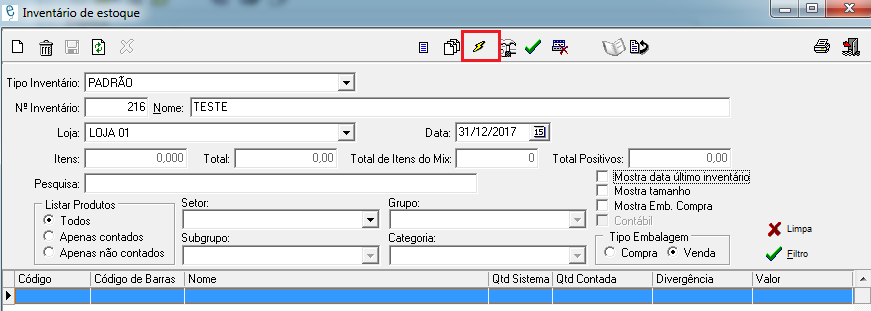 Inventário de estoque
Tipo Inventário: PADRÃO
Nº Inventário: 216 Nome: TESTE
Loja: LOJA 01 Data: 31/12/2017 15
Itens: 0,000 Total: 0,00 Total de Itens do Mix: 0 Total Positivos: 0,00
Pesquisa:
Mostra data último inventário
Mostra tamanho
Mostra Emb. Compra
Contábil
Listar Produtos
Todos
Apenas contados
Apenas não contados
Setor: Grupo:
Subgrupo: Categoria:
Tipo Embalagem
Compra Venda
Limpa
Filtro
Código Código de Barras Nome Qtd Sistema Qtd Contada Divergência Valor